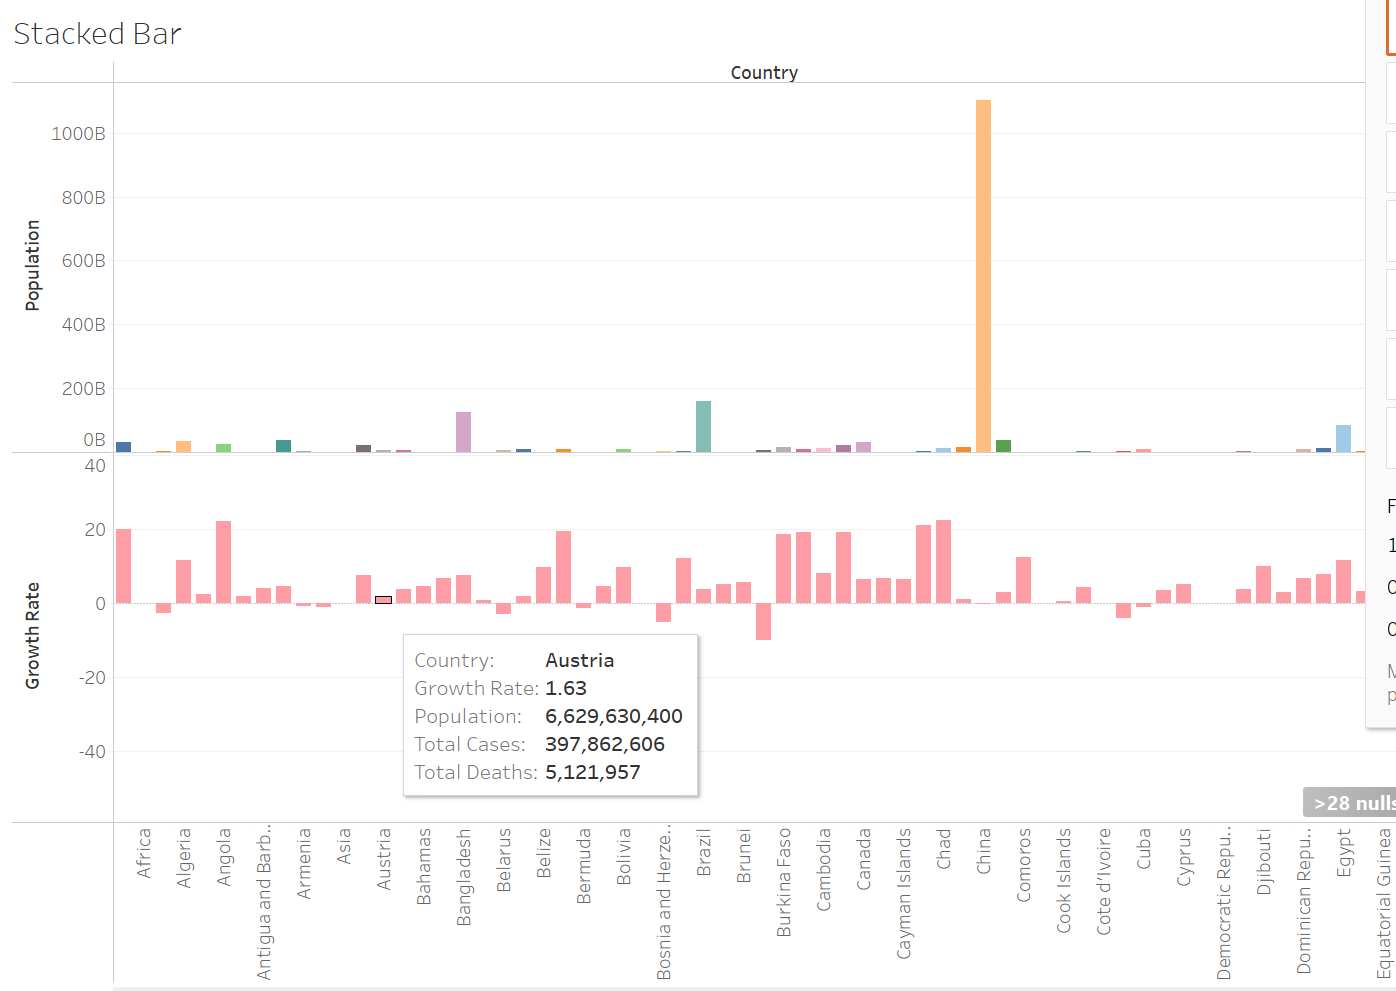 Stacked Bar
Country
Population
1000B
800B
600B
400B
200B
0B
Growth Rate
40
20
0
-20
-40
Country: Austria
Growth Rate: 1.63
Population: 6,629,630,400
Total Cases: 397,862,606
Total Deaths: 5,121,957
>28 nulls
Africa
Algeria
Angola
Antigua and Barb..
Armenia
Asia
Austria
Bahamas
Bangladesh
Belarus
Belize
Bermuda
Bolivia
Bosnia and Herze..
Brazil
Brunei
Burkina Faso
Cambodia
Canada
Cayman Islands
Chad
China
Comoros
Cook Islands
Cote d'Ivoire
Cuba
Cyprus
Democratic Repu..
Djibouti
Dominican Repu..
Egypt
Equatorial Guinea